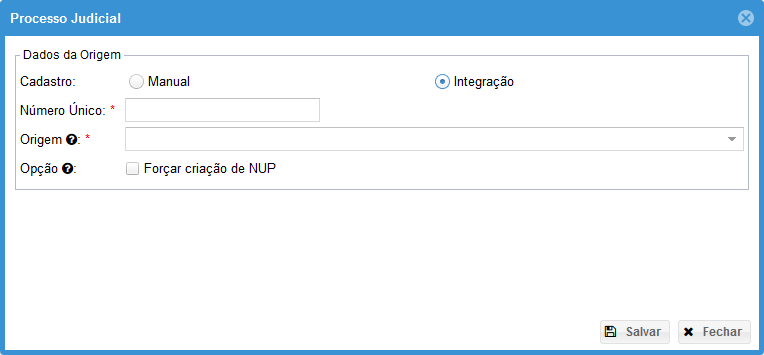 Processo Judicial
Dados da Origem
Cadastro: Manual Integração
Número Único: *
Origem ?: *
Opção ?: Forçar criação de NUP
Salvar Fechar